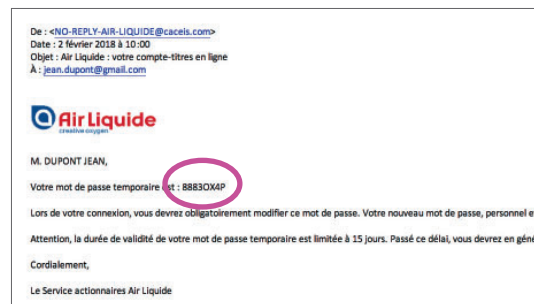 De : <NO-REPLY-AIR-LIQUIDE@caceis.com>
Date : 2 février 2018 à 10:00
Objet : Air Liquide : votre compte-titres en ligne
À : jean.dupont@gmail.com
Air Liquide
creative oxygen
M. DUPONT JEAN,
Votre mot de passe temporaire est : 8883OX4P
Lors de votre connexion, vous devrez obligatoirement modifier ce mot de passe. Votre nouveau mot de passe, personnel e
Attention, la durée de validité de votre mot de passe temporaire est limitée à 15 jours. Passé ce délai, vous devrez en géné
Cordialement,
Le Service actionnaires Air Liquide